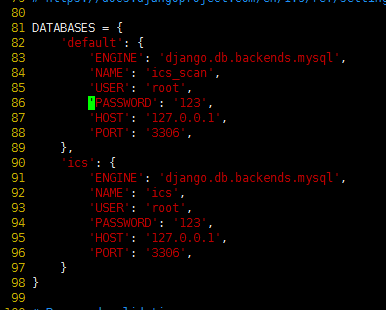 80
81 DATABASES = {
82     'default': {
83         'ENGINE': 'django.db.backends.mysql',
84         'NAME': 'ics_scan',
85         'USER': 'root',
86         'PASSWORD': '123',
87         'HOST': '127.0.0.1',
88         'PORT': '3306',
89     },
90     'ics': {
91         'ENGINE': 'django.db.backends.mysql',
92         'NAME': 'ics',
93         'USER': 'root',
94         'PASSWORD': '123',
95         'HOST': '127.0.0.1',
96         'PORT': '3306',
97     }
98 }
99